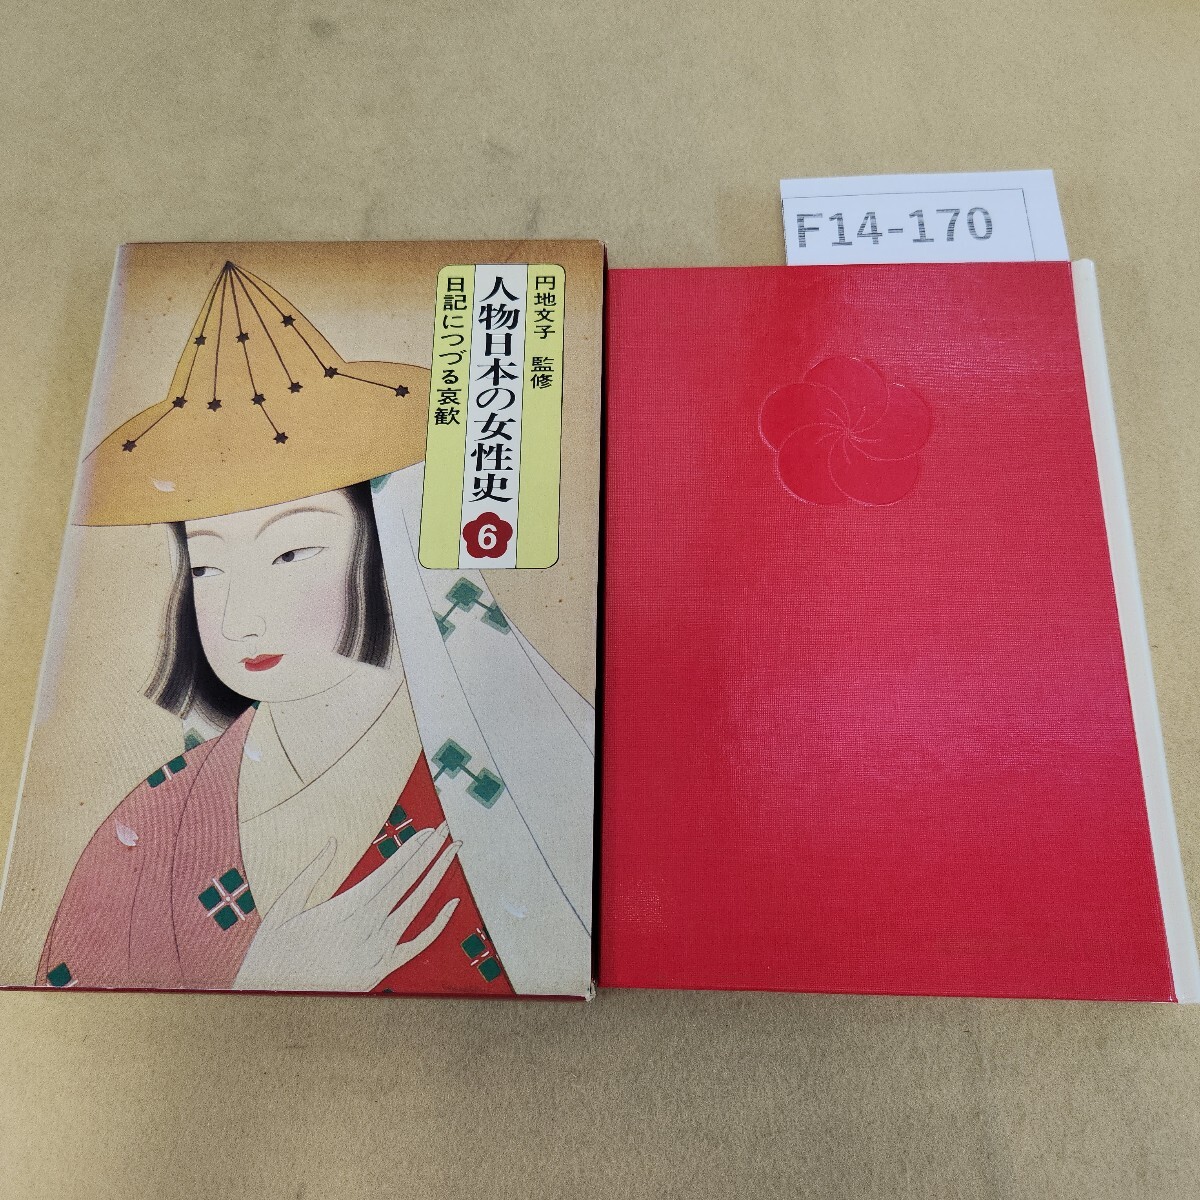 円地文子 監修
人物日本の女性史
6
日記につづる哀歓
F14-170